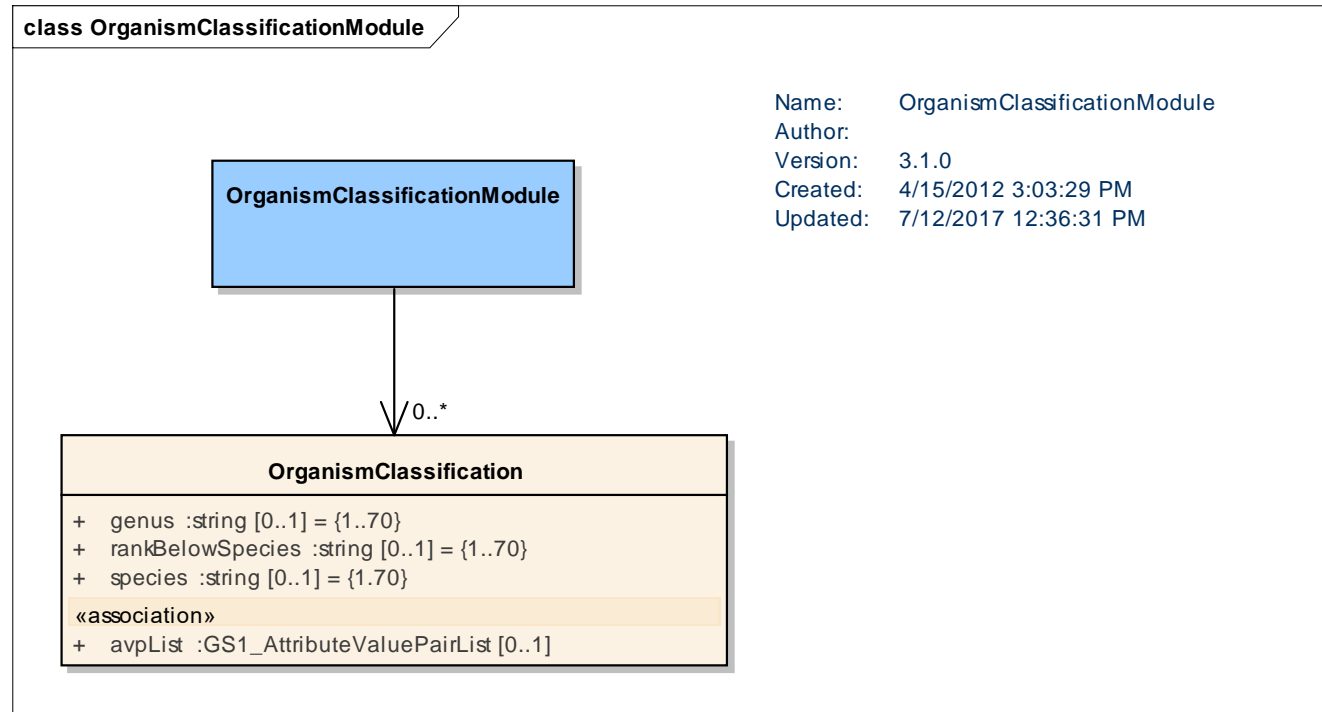 class OrganismClassificationModule
Name: OrganismClassificationModule
Author:
Version: 3.1.0
Created: 4/15/2012 3:03:29 PM
Updated: 7/12/2017 12:36:31 PM
OrganismClassificationModule
0..*
OrganismClassification
+ genus :string [0..1] = {1..70}
+ rankBelowSpecies :string [0..1] = {1..70}
+ species :string [0..1] = {1.70}
«association»
+ avpList :GS1_AttributeValuePairList [0..1]